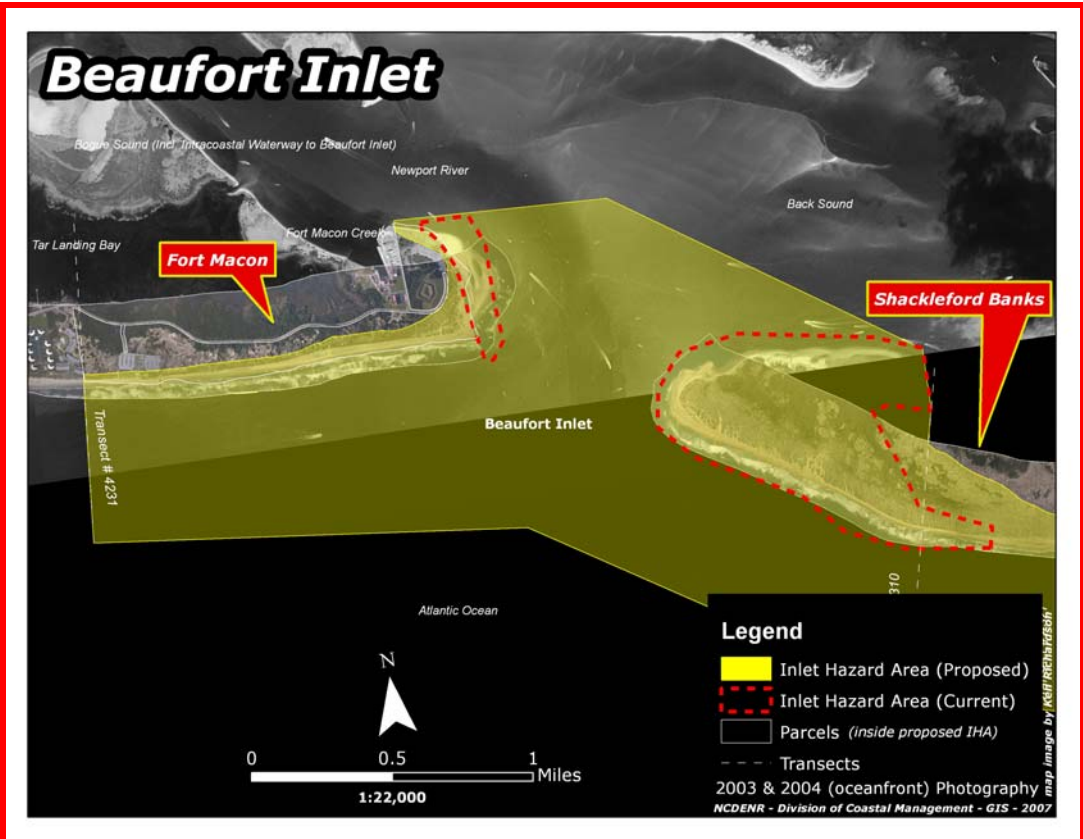 Beaufort Inlet
Bogue Sound (Incl. Intracoastal Waterway to Beaufort Inlet)
Newport River
Back Sound
Fort Macon Creek
Tar Landing Bay
Fort Macon
Shackleford Banks
Beaufort Inlet
Transect # 4231
310
Atlantic Ocean
N
0 0.5 1
Miles
1:22,000
Legend
Inlet Hazard Area (Proposed)
Inlet Hazard Area (Current)
Parcels (inside proposed IHA)
Transects
2003 & 2004 (oceanfront) Photography
NCDENR - Division of Coastal Management - GIS - 2007
map image by Ken Richardson